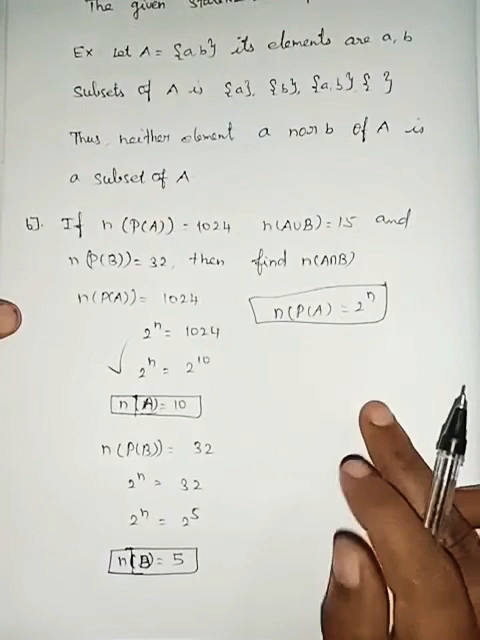 The given
Ex Let A = {a,b} its elements are a, b
Subsets of A is {a}, {b}, {a,b} { }
Thus neither element a nor b of A is
a subset of A
6]. If n(P(A)) = 1024 n(A∪B) = 15 and
n(P(B)) = 32, then find n(A∩B)
n(P(A)) = 1024
n(P(A) = 2ⁿ
2ⁿ = 1024
2ⁿ = 2¹⁰
n(A) = 10
n(P(B)) = 32
2ⁿ = 32
2ⁿ = 2⁵
n(B) = 5